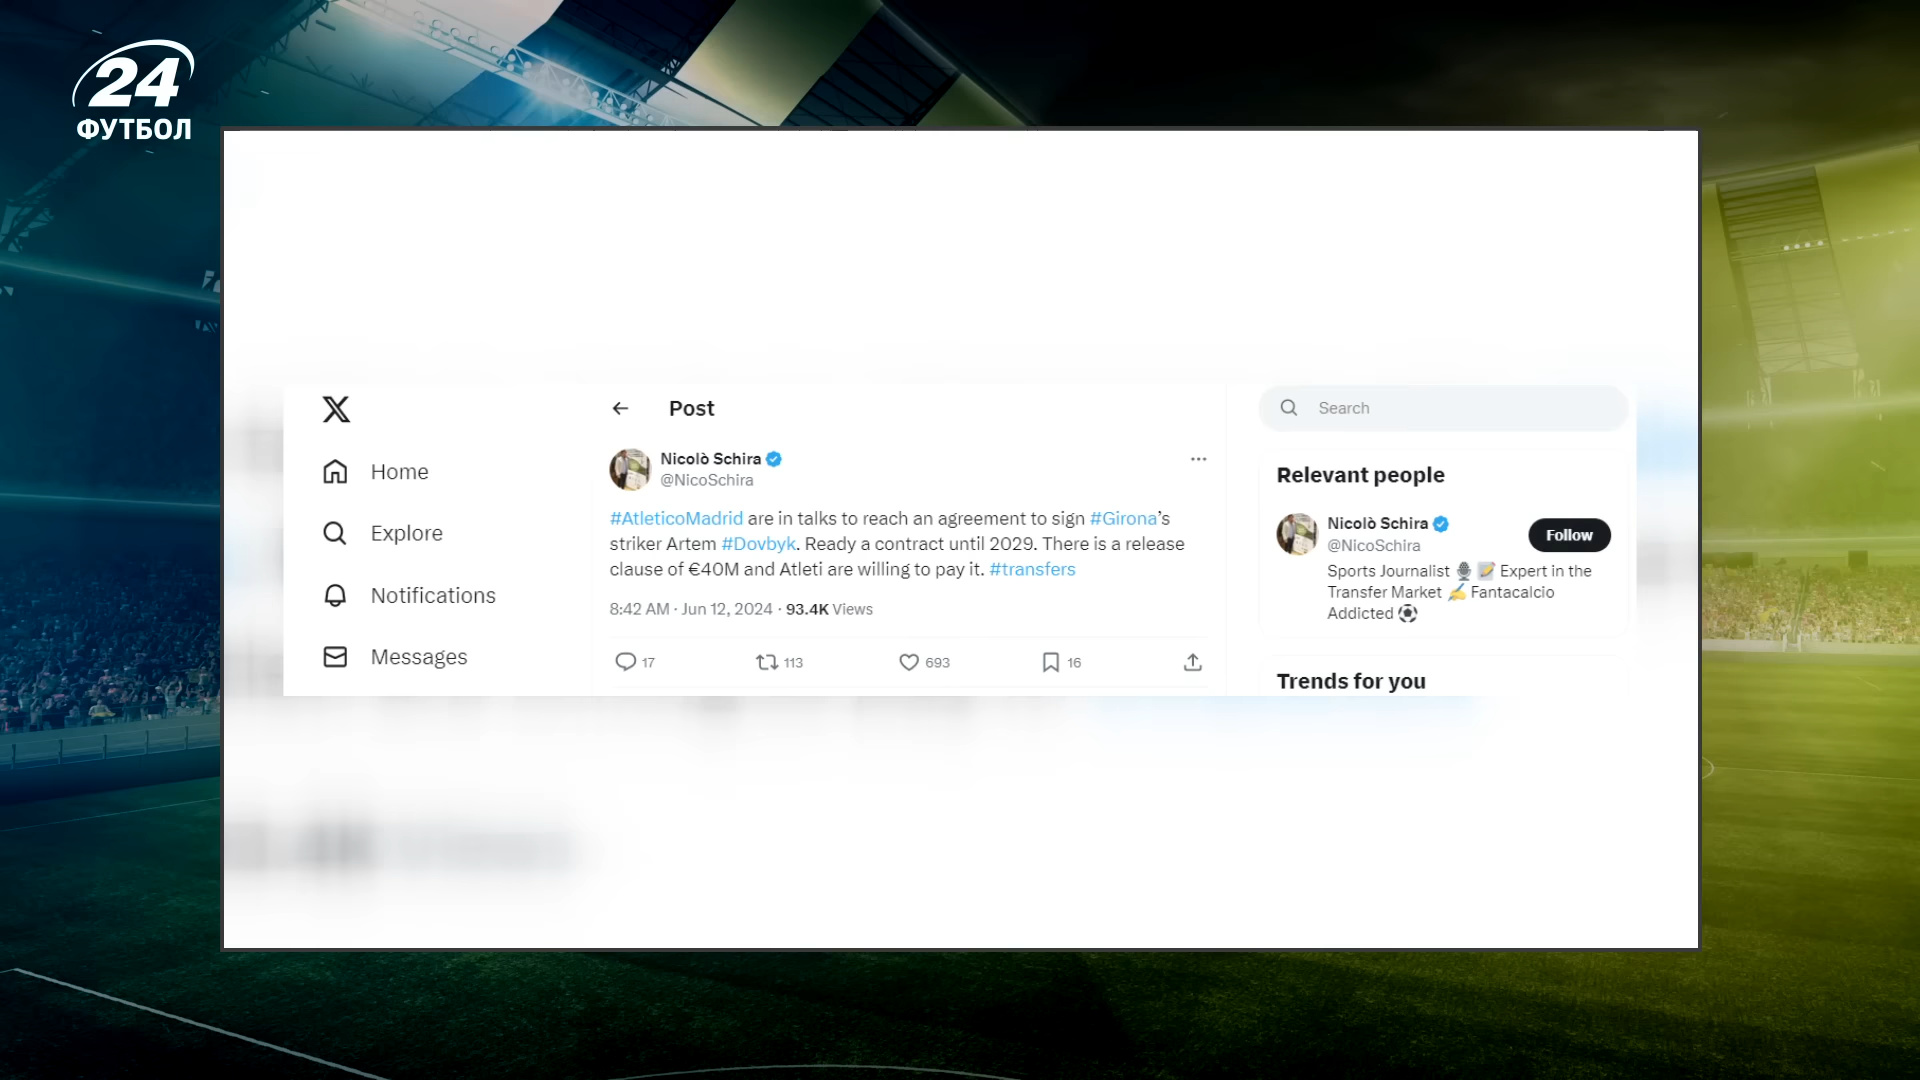 24
ФУТБОЛ
Home
Explore
Notifications
Messages
Post
Nicolò Schira
@NicoSchira
#AtleticoMadrid are in talks to reach an agreement to sign #Girona’s
striker Artem #Dovbyk. Ready a contract until 2029. There is a release
clause of €40M and Atleti are willing to pay it. #transfers
8:42 AM · Jun 12, 2024 · 93.4K Views
17 113 693 16
Search
Relevant people
Nicolò Schira
@NicoSchira
Follow
Sports Journalist 🎙️ 📝 Expert in the
Transfer Market ✍️ Fantacalcio
Addicted ⚽
Trends for you